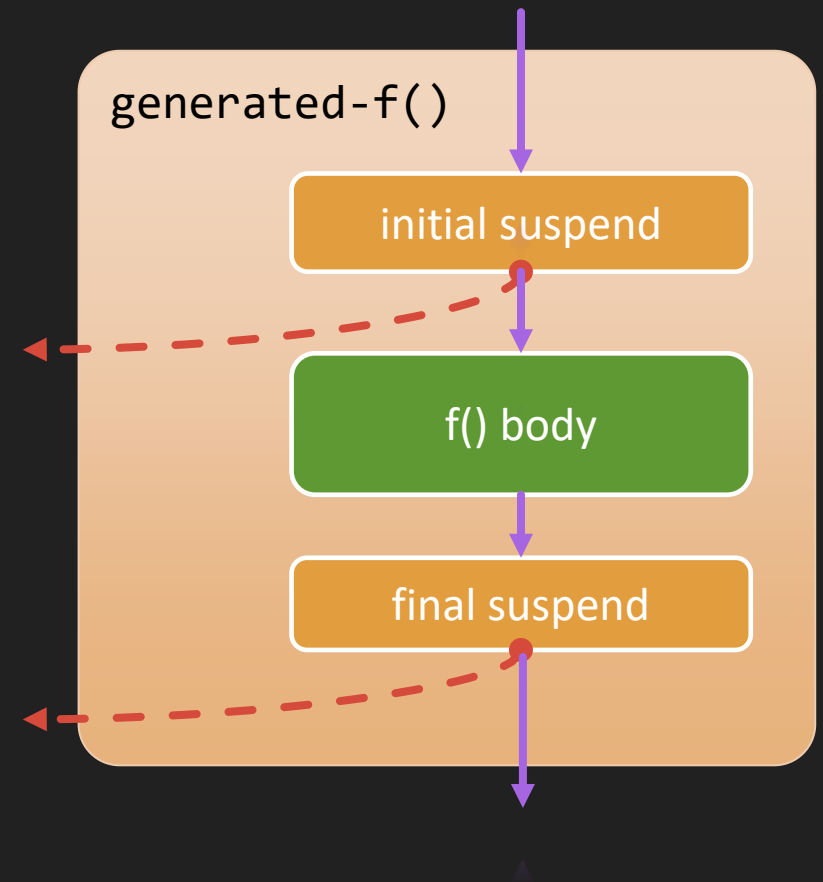 generated-f()
initial suspend
f() body
final suspend